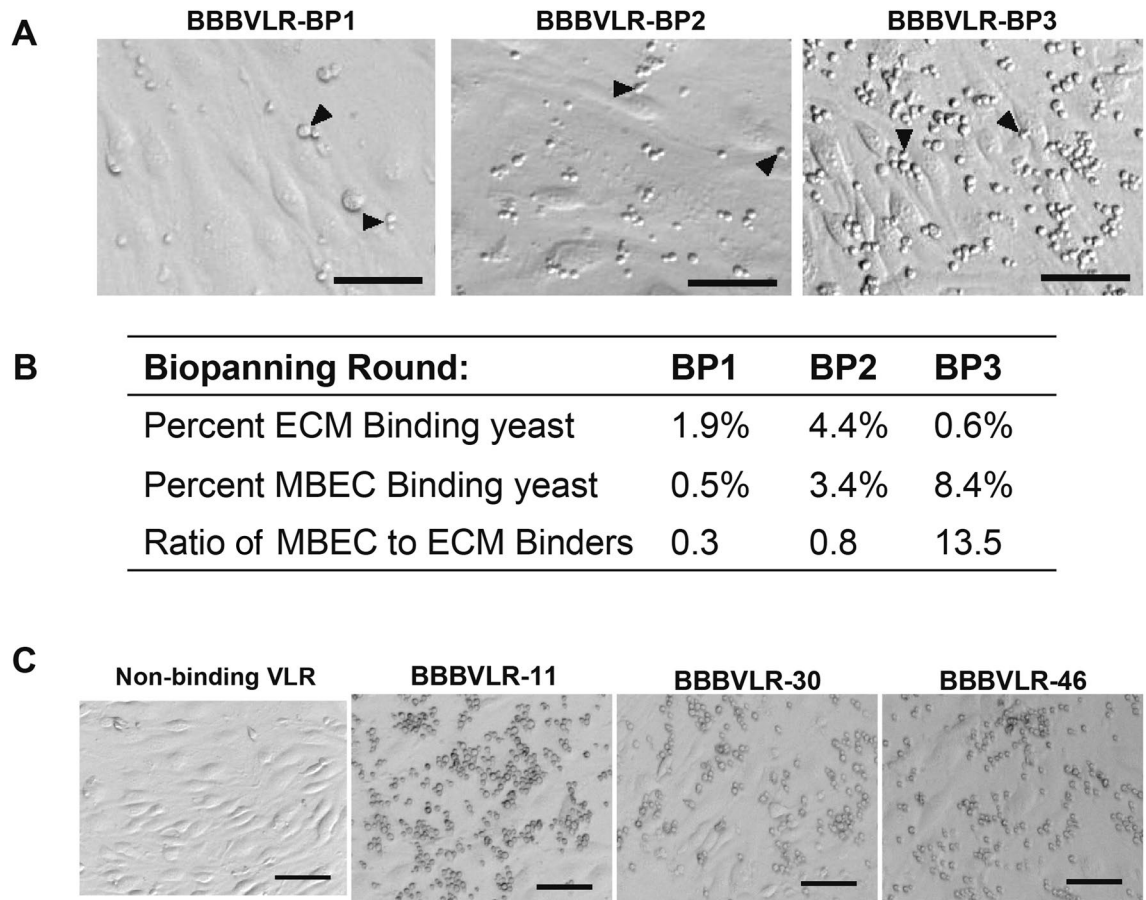 A
BBBVLR-BP1 BBBVLR-BP2 BBBVLR-BP3
B
Biopanning Round: BP1 BP2 BP3
Percent ECM Binding yeast 1.9% 4.4% 0.6%
Percent MBEC Binding yeast 0.5% 3.4% 8.4%
Ratio of MBEC to ECM Binders 0.3 0.8 13.5
C
Non-binding VLR BBBVLR-11 BBBVLR-30 BBBVLR-46